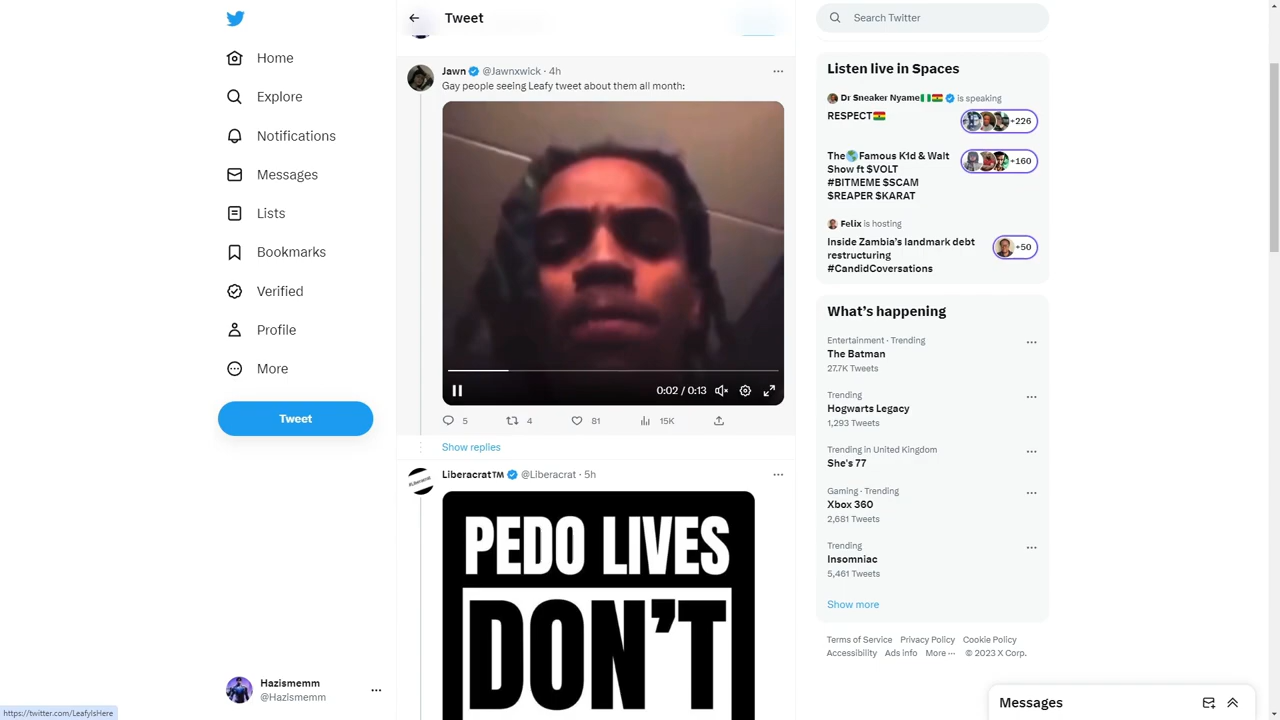 Home
Explore
Notifications
Messages
Lists
Bookmarks
Verified
Profile
More
Tweet
Hazismemm
@Hazismemm
https://twitter.com/LeafyIsHere
Tweet
Jawn @Jawnxwick · 4h
Gay people seeing Leafy tweet about them all month:
0:02 / 0:13
5 4 81 15K
Show replies
Liberacrat™ @Liberacrat · 5h
PEDO LIVES
DON'T
Search Twitter
Listen live in Spaces
Dr Sneaker Nyame is speaking
RESPECT
+226
The Famous K1d & Walt
Show ft $VOLT
#BITMEME $SCAM
$REAPER $KARAT
+160
Felix is hosting
Inside Zambia's landmark debt
restructuring
#CandidCoversations
+50
What's happening
Entertainment · Trending
The Batman
27.7K Tweets
Trending
Hogwarts Legacy
1,293 Tweets
Trending in United Kingdom
She's 77
Gaming · Trending
Xbox 360
2,681 Tweets
Trending
Insomniac
5,461 Tweets
Show more
Terms of Service Privacy Policy Cookie Policy
Accessibility Ads info More ··· © 2023 X Corp.
Messages